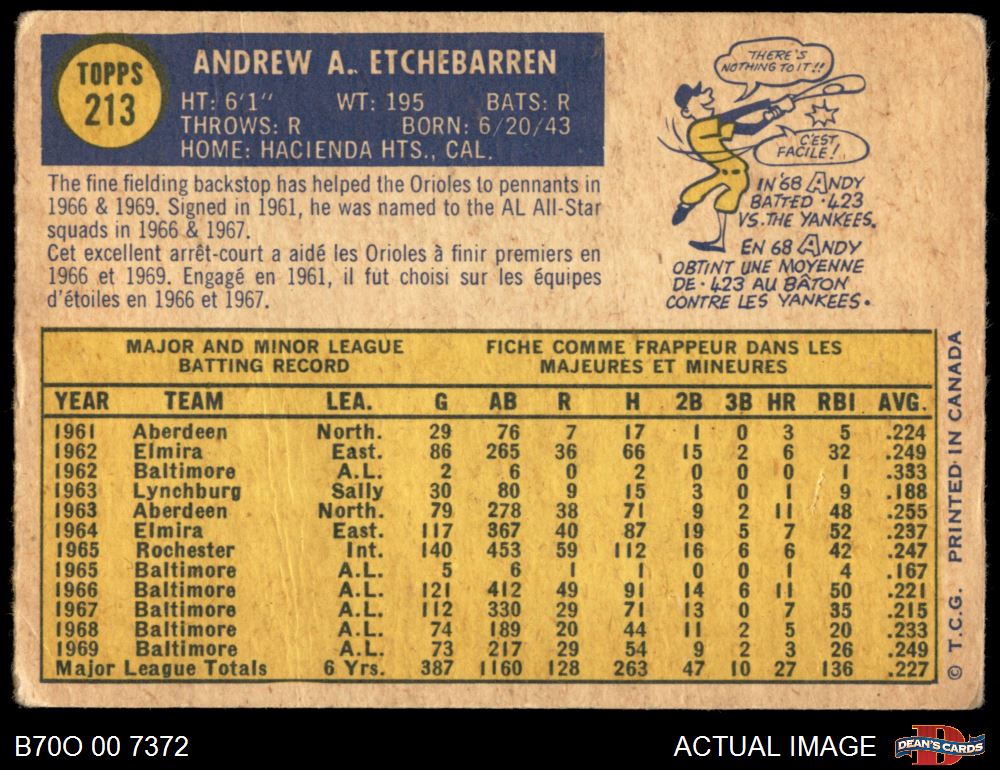 TOPPS
213
ANDREW A. ETCHEBARREN
HT: 6'1" WT: 195 BATS: R
THROWS: R BORN: 6/20/43
HOME: HACIENDA HTS., CAL.
The fine fielding backstop has helped the Orioles to pennants in
1966 & 1969. Signed in 1961, he was named to the AL All-Star
squads in 1966 & 1967.
Cet excellent arrêt-court a aidé les Orioles à finir premiers en
1966 et 1969. Engagé en 1961, il fut choisi sur les équipes
d'étoiles en 1966 et 1967.
THERE'S
NOTHING TO IT!!
C'EST
FACILE!
IN '68 ANDY
BATTED .423
VS. THE YANKEES.
EN 68 ANDY
OBTINT UNE MOYENNE
DE .423 AU BÂTON
CONTRE LES YANKEES.
MAJOR AND MINOR LEAGUE
BATTING RECORD
FICHE COMME FRAPPEUR DANS LES
MAJEURES ET MINEURES
YEAR TEAM LEA. G AB R H 2B 3B HR RBI AVG.
1961 Aberdeen North. 29 76 7 17 1 0 3 5 .224
1962 Elmira East. 86 265 36 66 15 2 6 32 .249
1962 Baltimore A.L. 2 6 0 2 0 0 0 1 .333
1963 Lynchburg Sally 30 80 9 15 3 0 1 9 .188
1963 Aberdeen North. 79 278 38 71 9 2 11 48 .255
1964 Elmira East. 117 367 40 87 19 5 7 52 .237
1965 Rochester Int. 140 453 59 112 16 6 6 42 .247
1965 Baltimore A.L. 5 6 1 1 0 0 1 4 .167
1966 Baltimore A.L. 121 412 49 91 14 6 11 50 .221
1967 Baltimore A.L. 112 330 29 71 13 0 7 35 .215
1968 Baltimore A.L. 74 189 20 44 11 2 5 20 .233
1969 Baltimore A.L. 73 217 29 54 9 2 3 26 .249
Major League Totals 6 Yrs. 387 1160 128 263 47 10 27 136 .227
© T.C.G. PRINTED IN CANADA
B70O 00 7372
ACTUAL IMAGE
D
DEAN'S CARDS